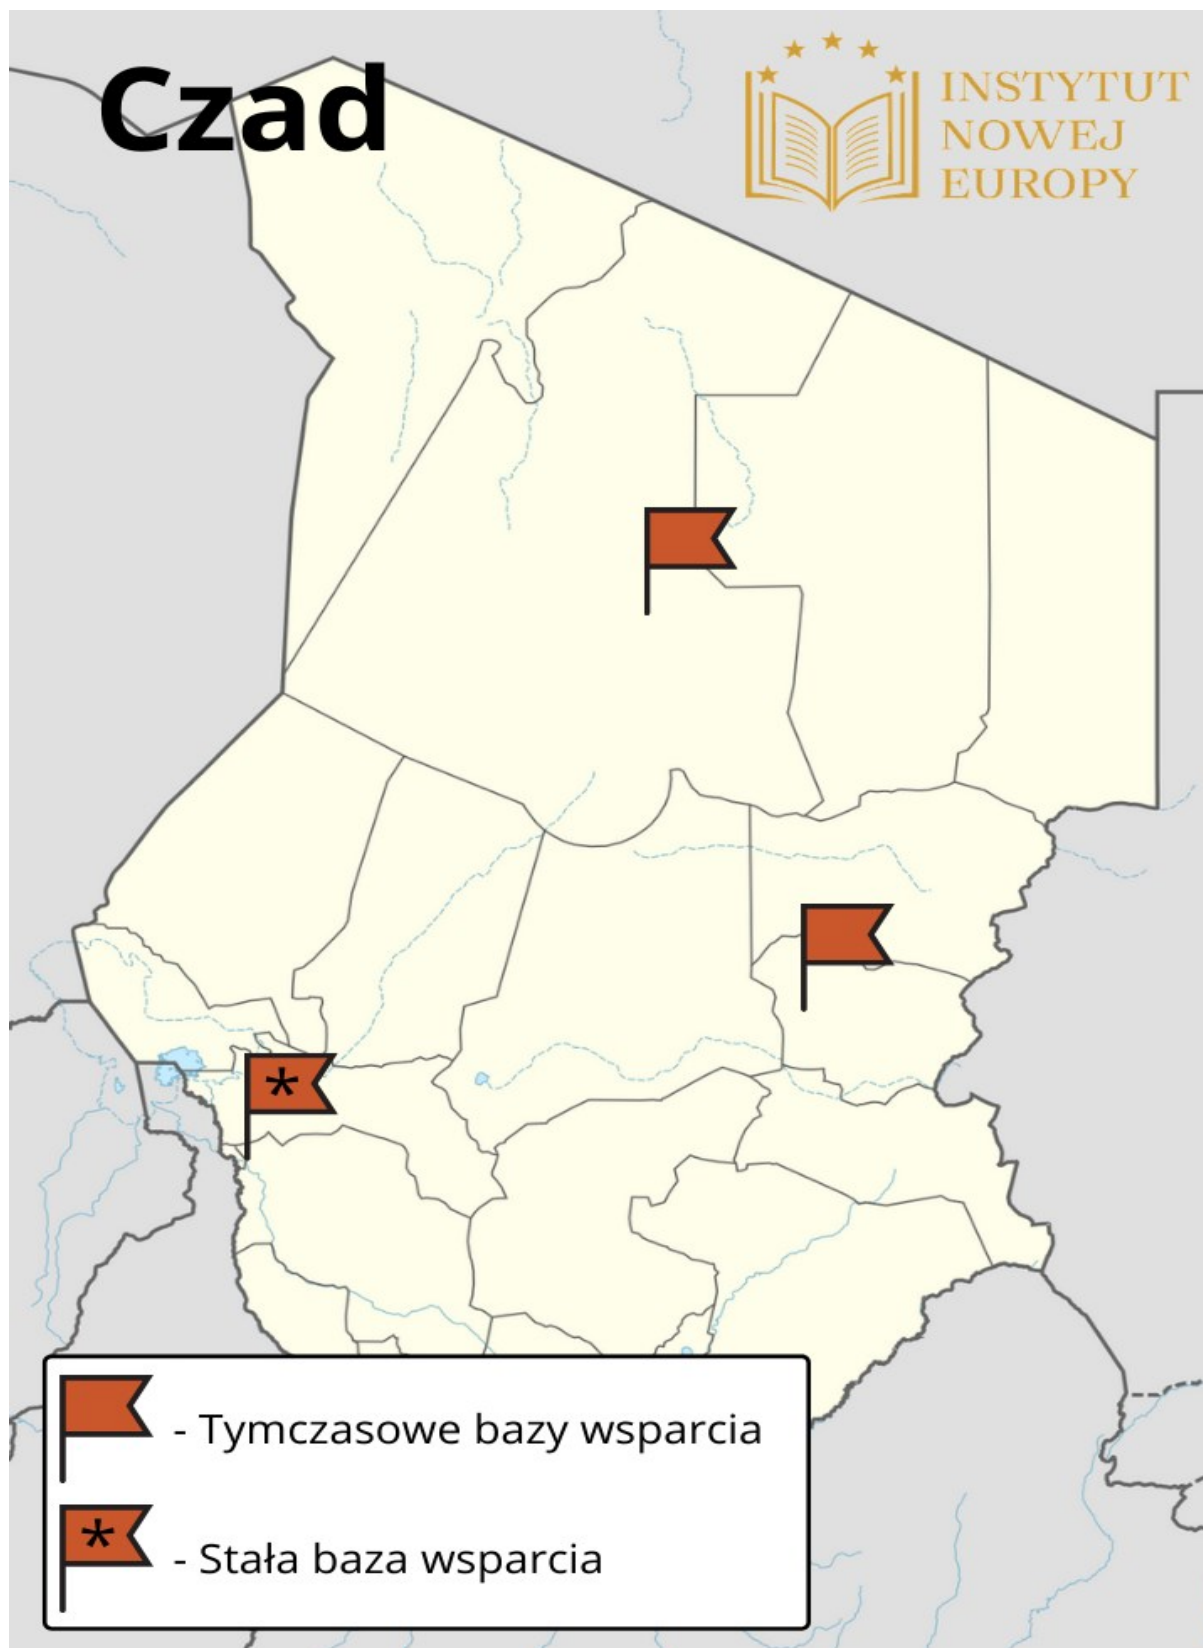 Czad
INSTYTUT
NOWEJ
EUROPY
*
- Tymczasowe bazy wsparcia
*
- Stała baza wsparcia